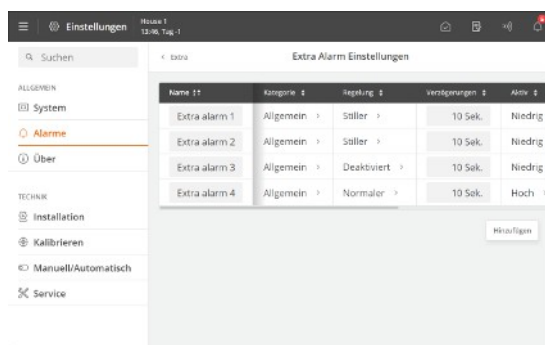 Einstellungen
House 1
13:46, Tag -1
Suchen
ALLGEMEIN
System
Alarme
Über
TECHNIK
Installation
Kalibrieren
Manuell/Automatisch
Service
Extra
Extra Alarm Einstellungen
Name Kategorie Regelung Verzögerungen Aktiv
Extra alarm 1 Allgemein Stiller 10 Sek. Niedrig
Extra alarm 2 Allgemein Stiller 10 Sek. Niedrig
Extra alarm 3 Allgemein Deaktiviert 10 Sek. Niedrig
Extra alarm 4 Allgemein Normaler 10 Sek. Hoch
Hinzufügen